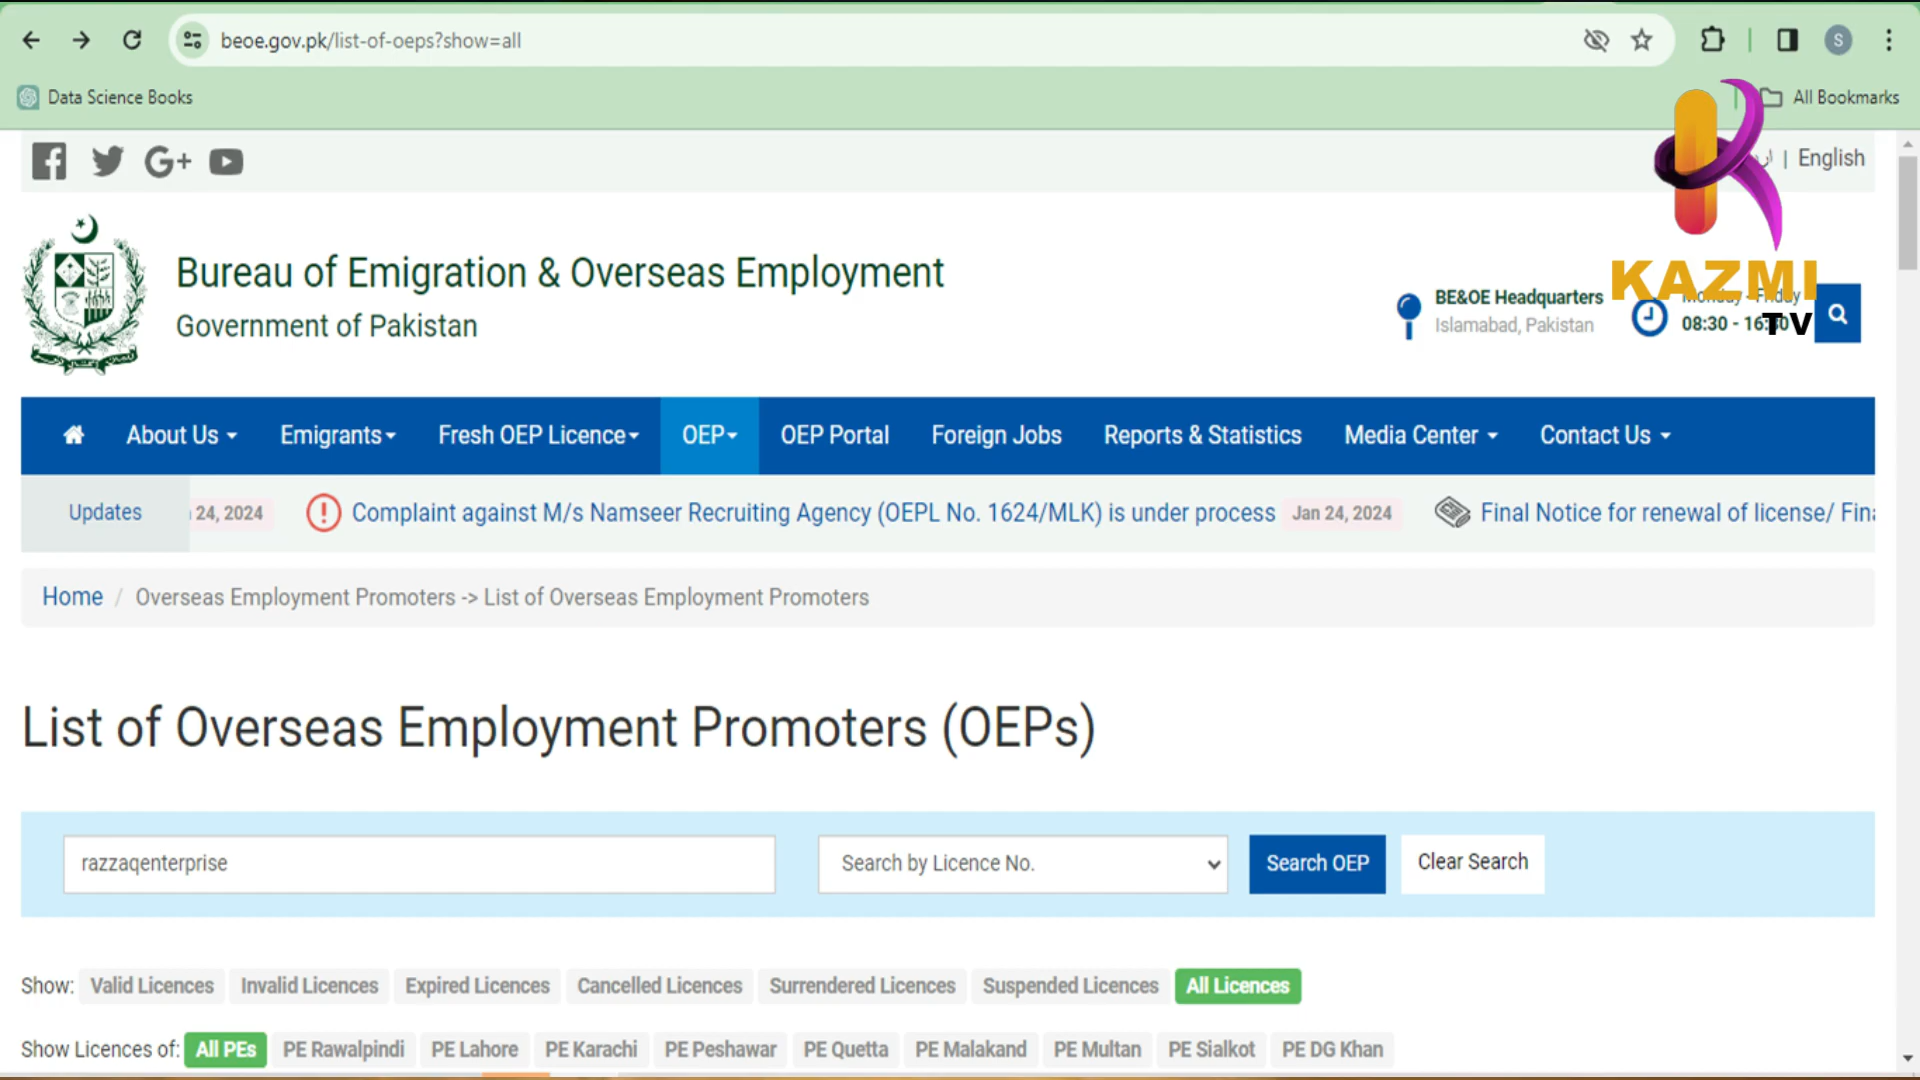 beoe.gov.pk/list-of-oeps?show=all
S
Data Science Books
All Bookmarks
| English
Bureau of Emigration & Overseas Employment
Government of Pakistan
BE&OE Headquarters
Islamabad, Pakistan
Monday - Friday
08:30 - 16:30
KAZMI
TV
About Us
Emigrants
Fresh OEP Licence
OEP
OEP Portal
Foreign Jobs
Reports & Statistics
Media Center
Contact Us
Updates
24, 2024
Complaint against M/s Namseer Recruiting Agency (OEPL No. 1624/MLK) is under process
Jan 24, 2024
Final Notice for renewal of license/
Home / Overseas Employment Promoters -> List of Overseas Employment Promoters
List of Overseas Employment Promoters (OEPs)
razzaqenterprise
Search by Licence No.
Search OEP
Clear Search
Show: Valid Licences Invalid Licences Expired Licences Cancelled Licences Surrendered Licences Suspended Licences All Licences
Show Licences of: All PEs PE Rawalpindi PE Lahore PE Karachi PE Peshawar PE Quetta PE Malakand PE Multan PE Sialkot PE DG Khan